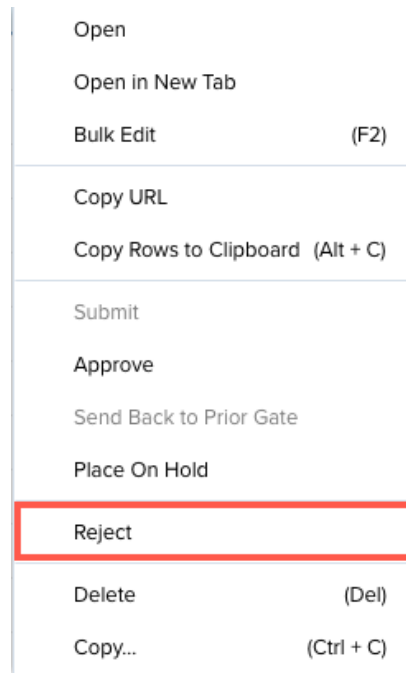 Open
Open in New Tab
Bulk Edit (F2)
Copy URL
Copy Rows to Clipboard (Alt + C)
Submit
Approve
Send Back to Prior Gate
Place On Hold
Reject
Delete (Del)
Copy... (Ctrl + C)